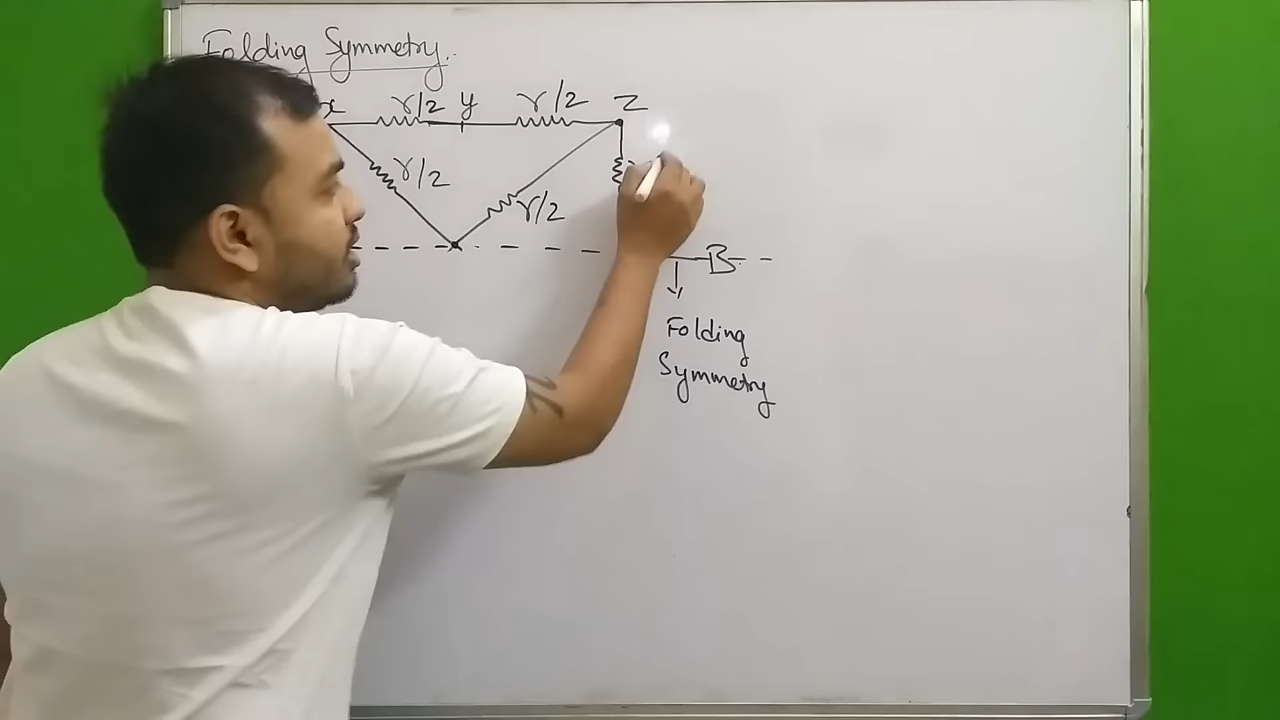 Folding Symmetry.
x r/2 y r/2 Z
r/2
r/2
B
Folding
Symmetry